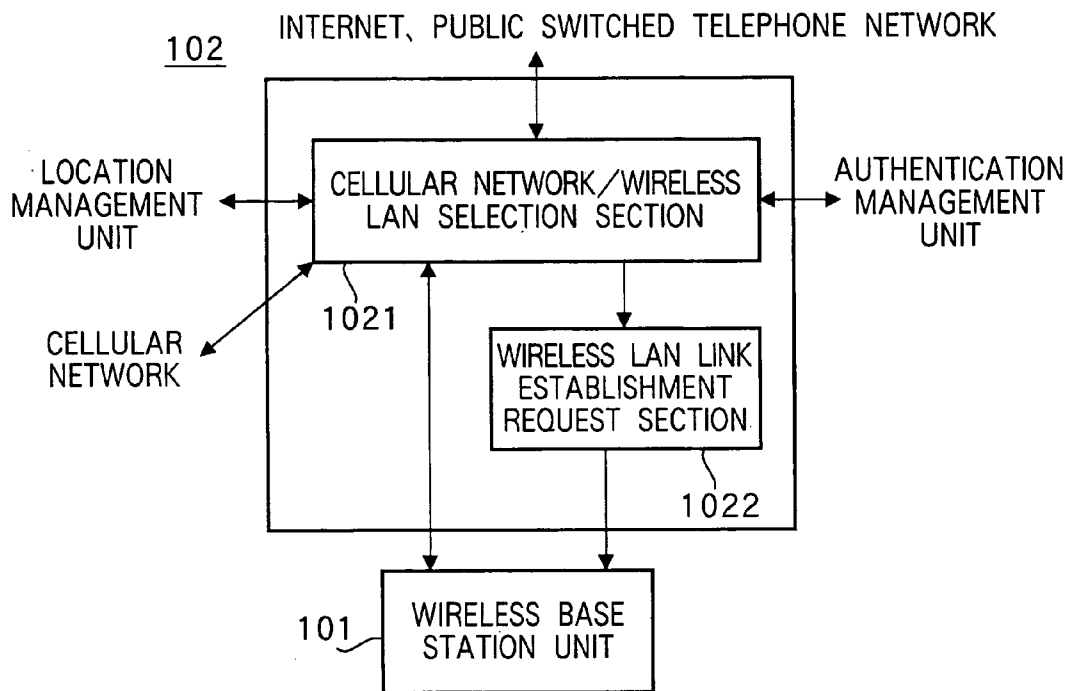 INTERNET、PUBLIC SWITCHED TELEPHONE NETWORK
102
LOCATION
MANAGEMENT
UNIT
CELLULAR NETWORK/WIRELESS
LAN SELECTION SECTION
AUTHENTICATION
MANAGEMENT
UNIT
1021
CELLULAR
NETWORK
WIRELESS LAN LINK
ESTABLISHMENT
REQUEST SECTION
1022
101
WIRELESS BASE
STATION UNIT